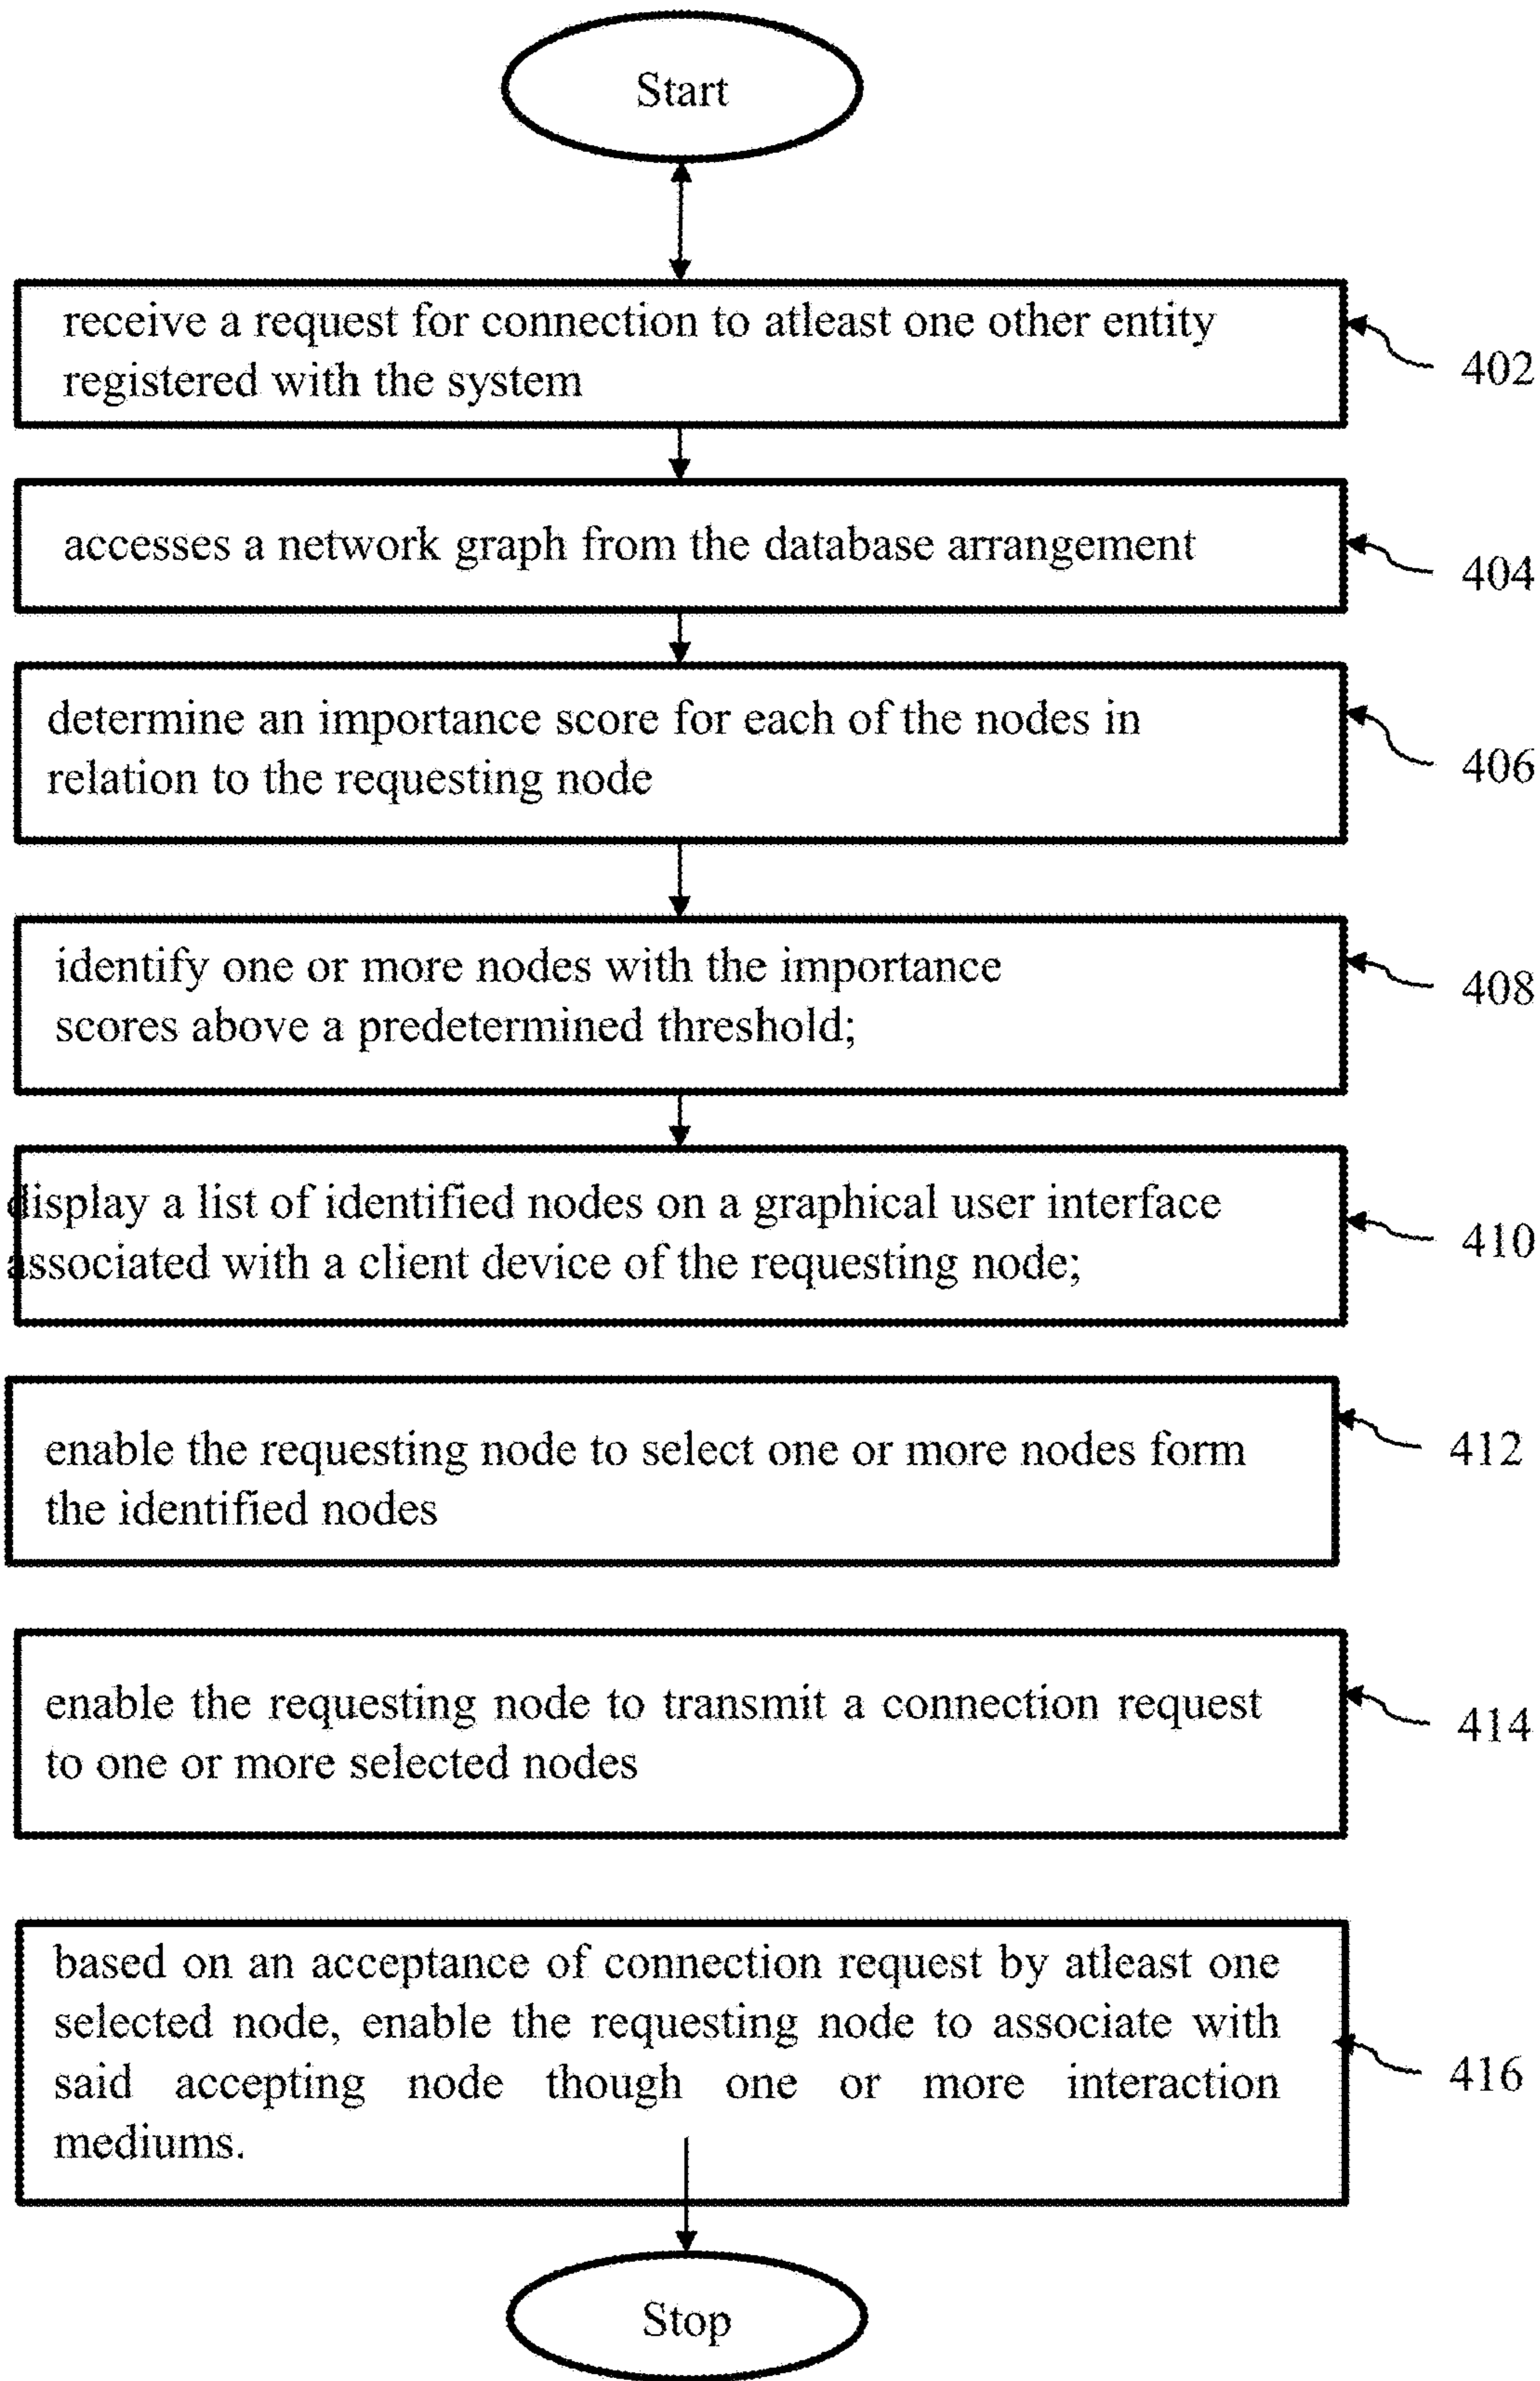 Start
receive a request for connection to atleast one other entity
registered with the system
402
accesses a network graph from the database arrangement
404
determine an importance score for each of the nodes in
relation to the requesting node
406
identify one or more nodes with the importance
scores above a predetermined threshold;
408
display a list of identified nodes on a graphical user interface
associated with a client device of the requesting node;
410
enable the requesting node to select one or more nodes form
the identified nodes
412
enable the requesting node to transmit a connection request
to one or more selected nodes
414
based on an acceptance of connection request by atleast one
selected node, enable the requesting node to associate with
said accepting node though one or more interaction
mediums.
416
Stop